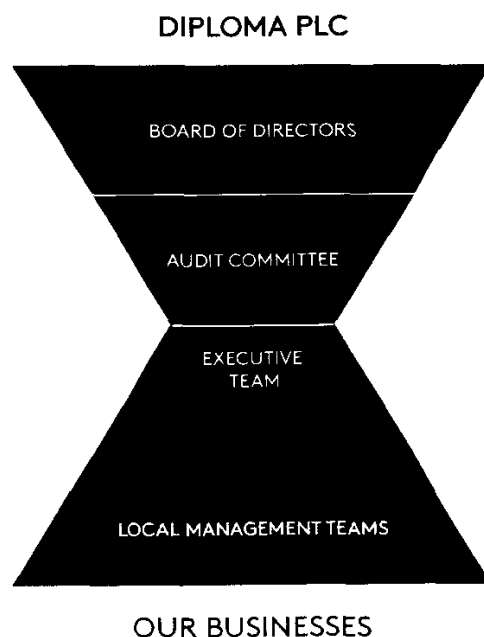 DIPLOMA PLC
BOARD OF DIRECTORS
AUDIT COMMITTEE
EXECUTIVE
TEAM
LOCAL MANAGEMENT TEAMS
OUR BUSINESSES